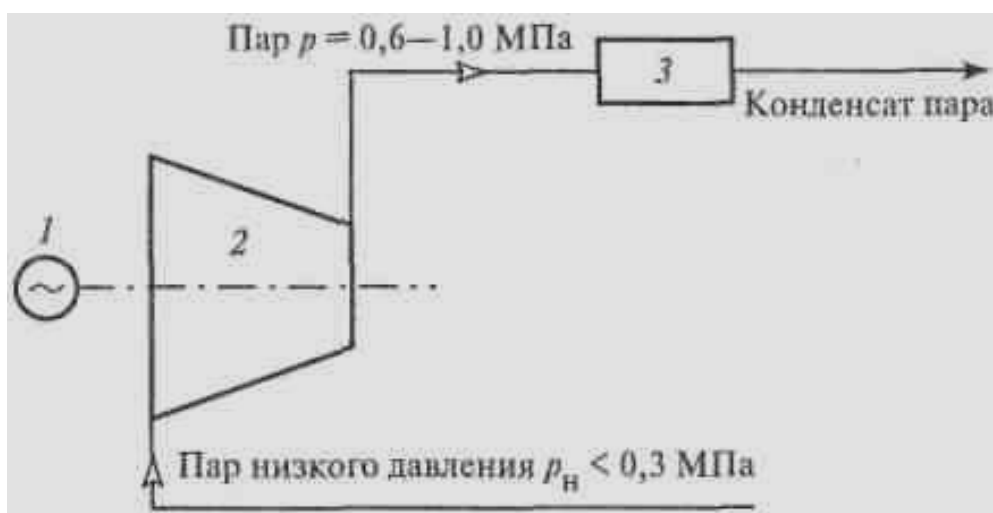 Пар p = 0,6—1,0 МПа
3
Конденсат пара
1
2
Пар низкого давления pн < 0,3 МПа